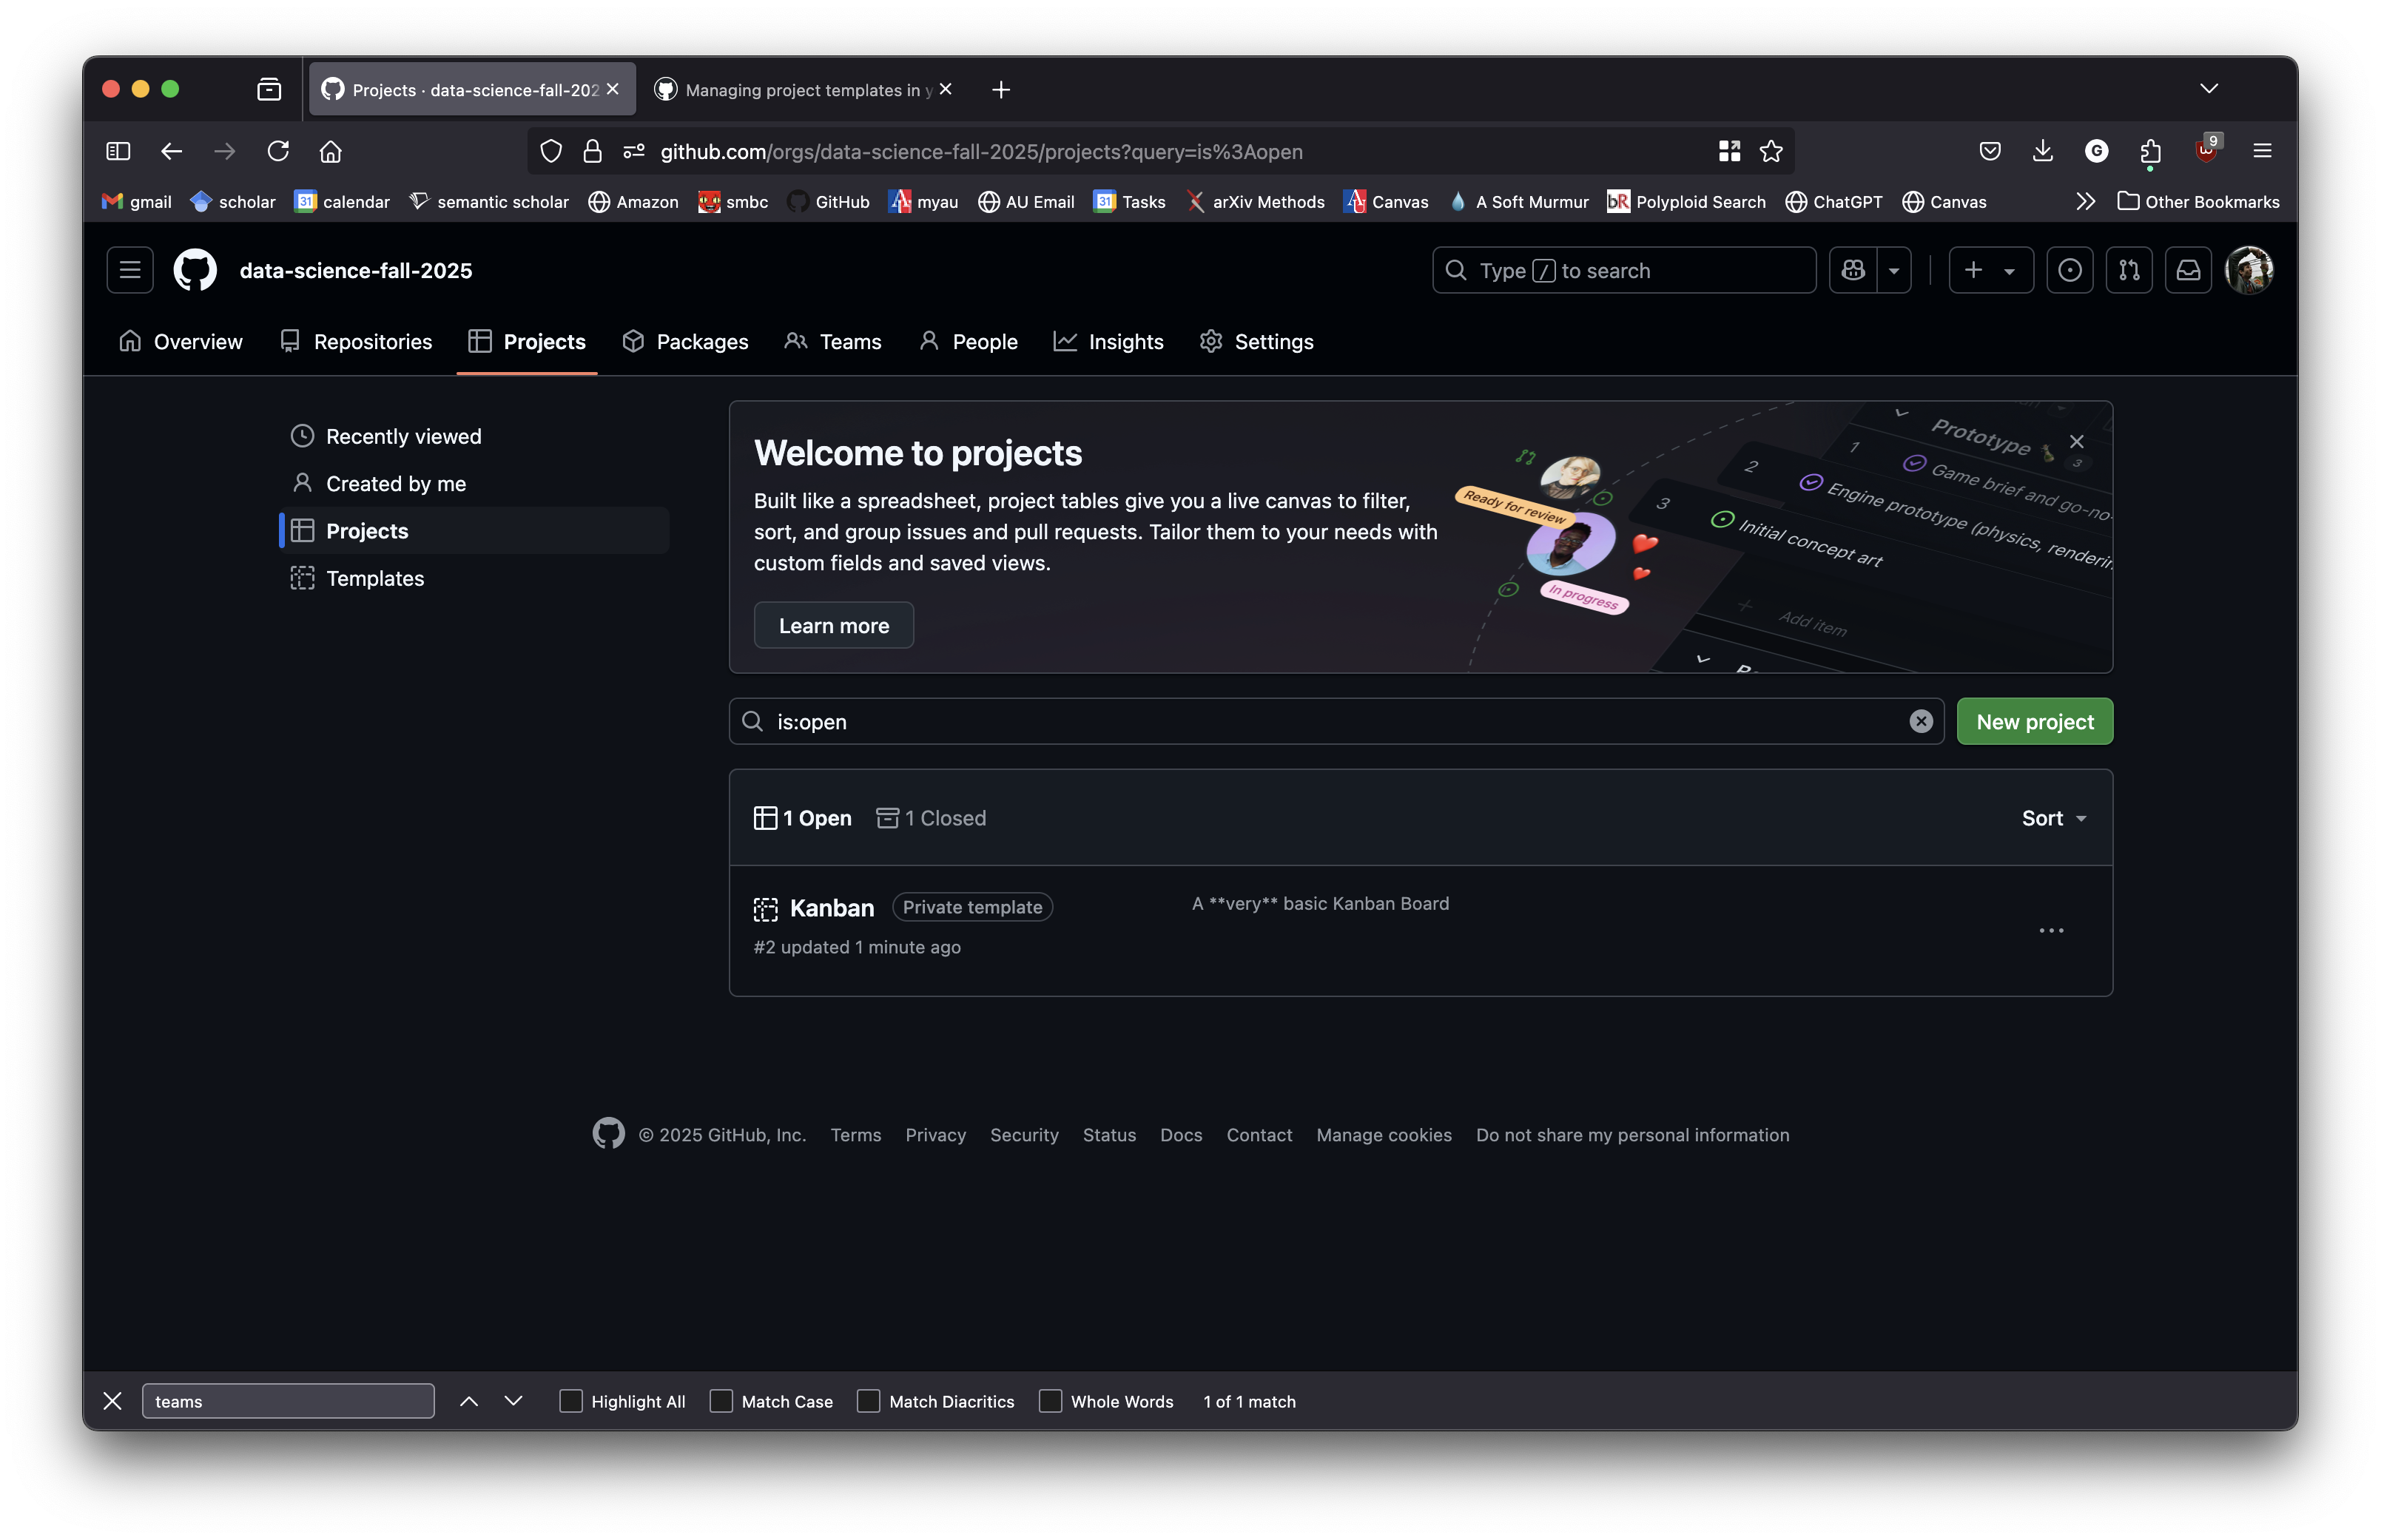 Projects · data-science-fall-202
Managing project templates in y
github.com/orgs/data-science-fall-2025/projects?query=is%3Aopen
9
gmail scholar calendar semantic scholar Amazon smbc GitHub myau AU Email Tasks arXiv Methods Canvas A Soft Murmur Polyploid Search ChatGPT Canvas Other Bookmarks
data-science-fall-2025
Type / to search
Overview Repositories Projects Packages Teams People Insights Settings
Recently viewed
Created by me
Projects
Templates
Welcome to projects
Built like a spreadsheet, project tables give you a live canvas to filter,
sort, and group issues and pull requests. Tailor them to your needs with
custom fields and saved views.
Learn more
Ready for review
In progress
Prototype 3
1 Game brief and go-no-
2 Engine prototype (physics, renderin
3 Initial concept art
Add item
is:open
New project
1 Open 1 Closed
Sort
Kanban Private template
A **very** basic Kanban Board
#2 updated 1 minute ago
© 2025 GitHub, Inc. Terms Privacy Security Status Docs Contact Manage cookies Do not share my personal information
teams
Highlight All Match Case Match Diacritics Whole Words 1 of 1 match